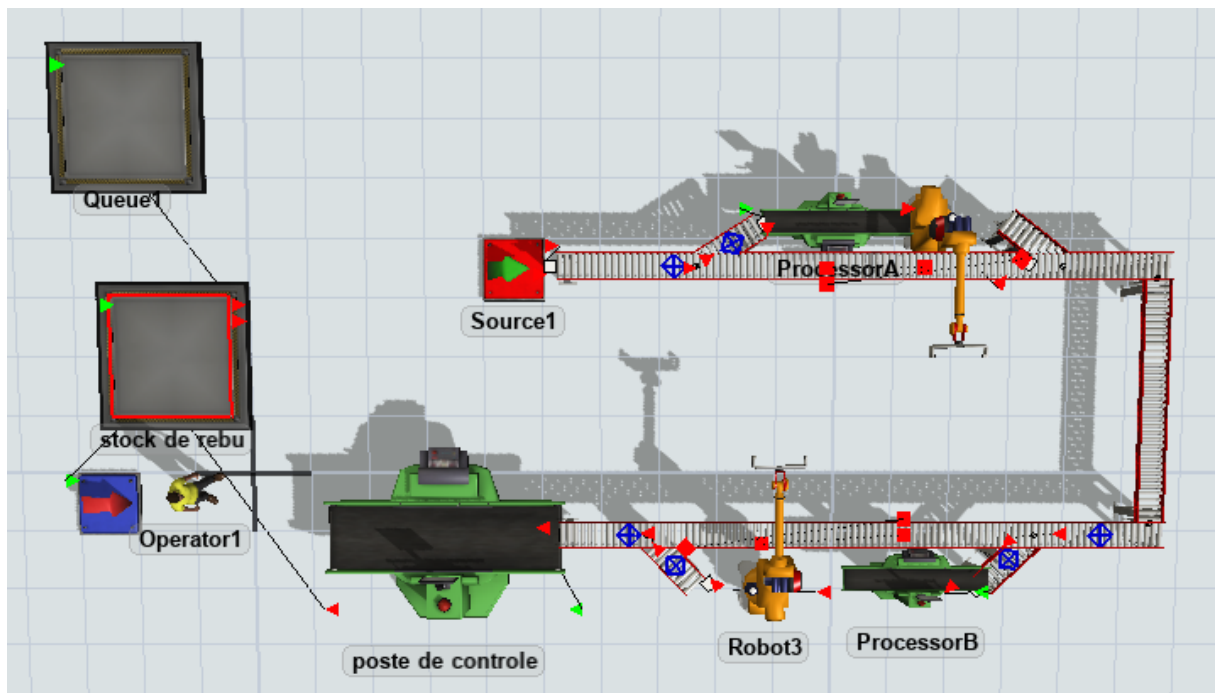 Queue1
ProcessorA
Source1
stock de rebu
Operator1
poste de controle
Robot3
ProcessorB